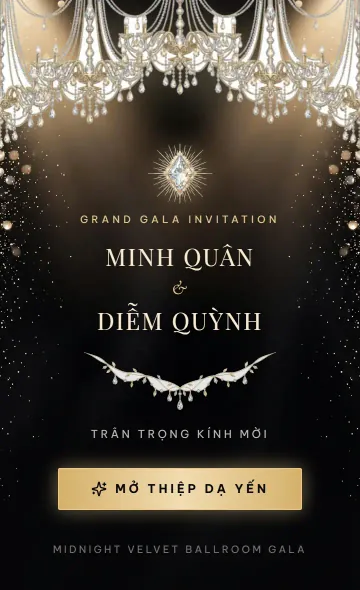 GRAND GALA INVITATION
MINH QUÂN
&
DIỄM QUỲNH
TRÂN TRỌNG KÍNH MỜI
MỞ THIỆP DẠ YẾN
MIDNIGHT VELVET BALLROOM GALA